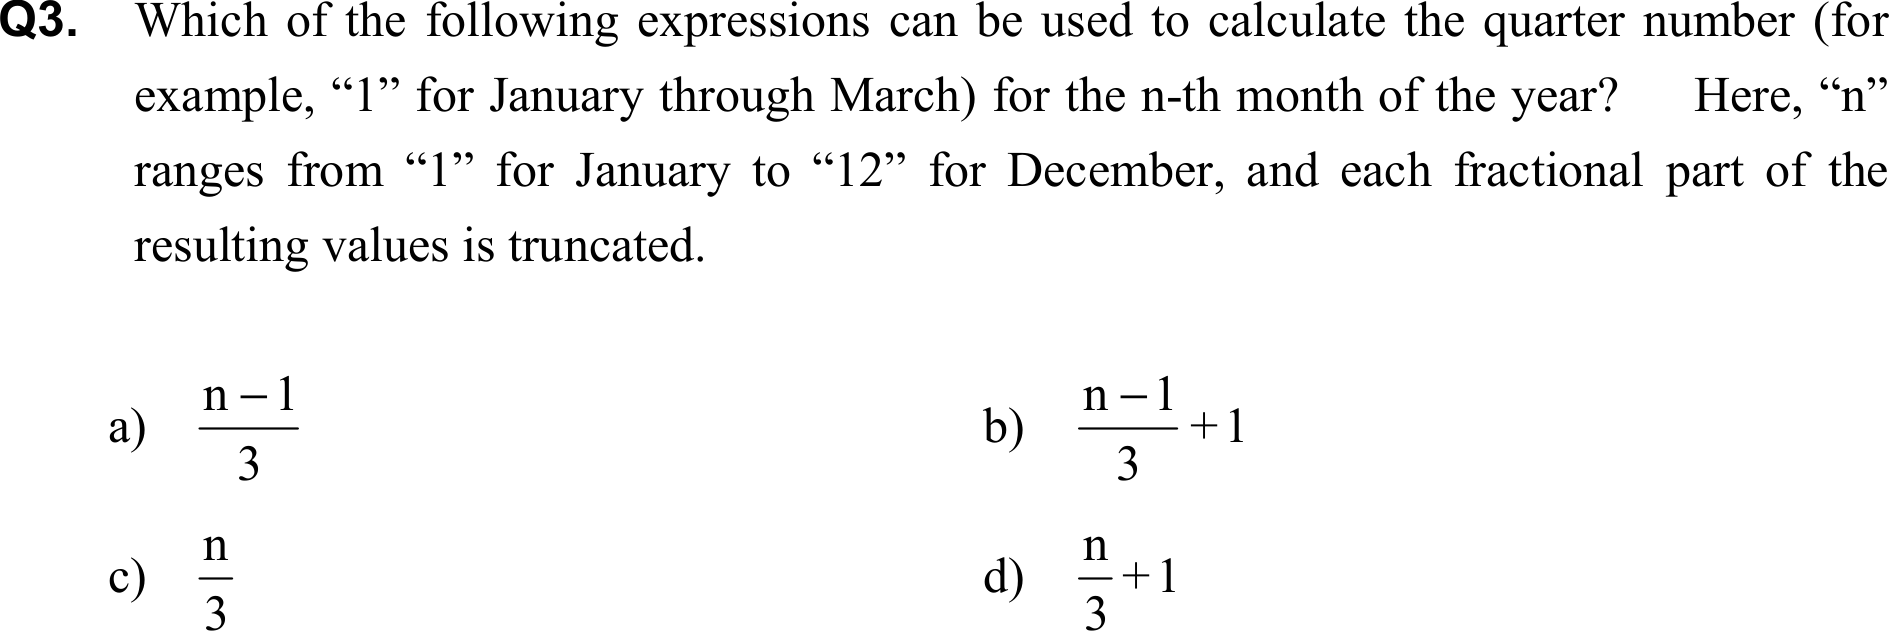 Q3. Which of the following expressions can be used to calculate the quarter number (for
example, “1” for January through March) for the n-th month of the year? Here, “n”
ranges from “1” for January to “12” for December, and each fractional part of the
resulting values is truncated.
a) (n − 1)/3 b) (n − 1)/3 + 1
c) n/3 d) n/3 + 1